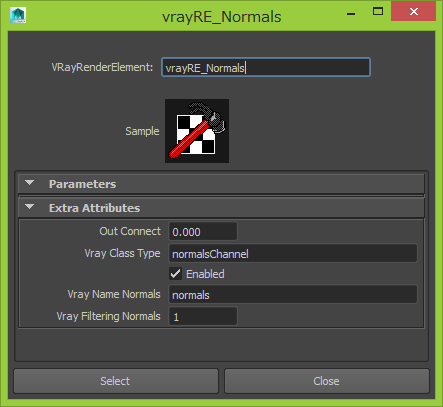 vrayRE_Normals
VRayRenderElement: vrayRE_Normals
Sample
Parameters
Extra Attributes
Out Connect 0.000
Vray Class Type normalsChannel
Enabled
Vray Name Normals normals
Vray Filtering Normals 1
Select Close